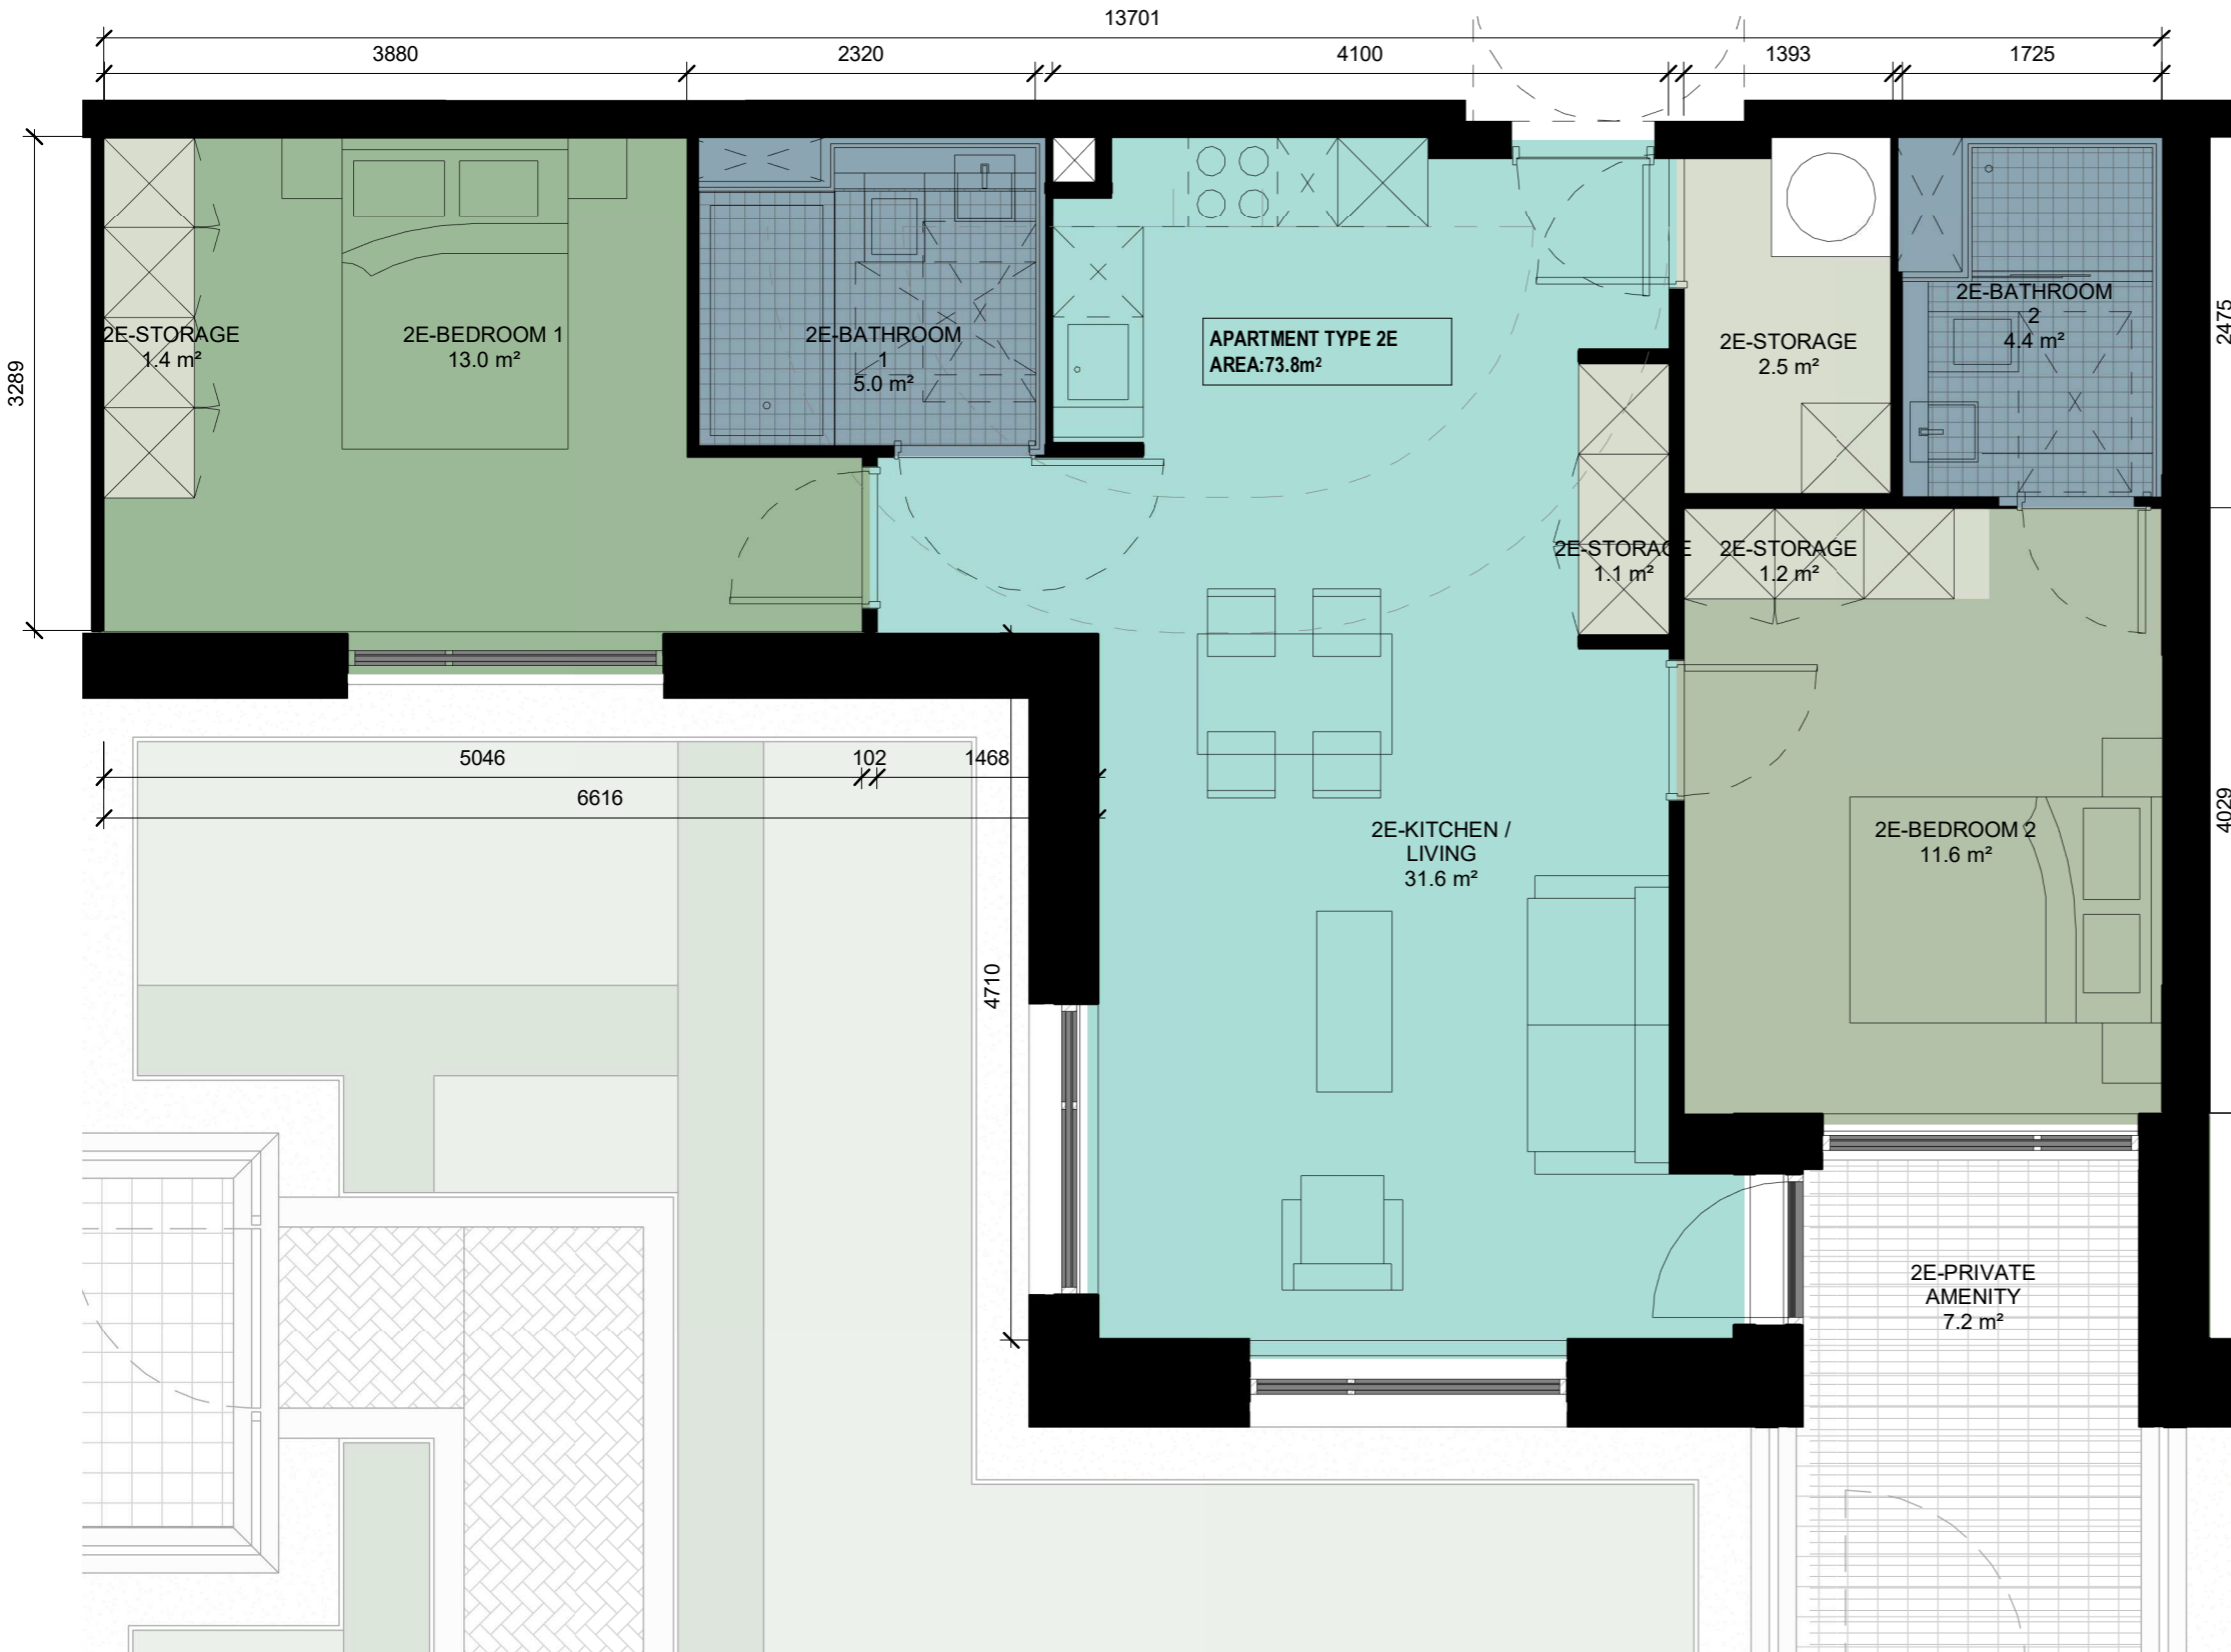 13701
3880
2320
4100
1393
1725
3289
2475
4029
2E-STORAGE
1.4 m²
2E-BEDROOM 1
13.0 m²
2E-BATHROOM
1
5.0 m²
APARTMENT TYPE 2E
AREA:73.8m²
2E-STORAGE
2.5 m²
2E-BATHROOM
2
4.4 m²
2E-STORAGE
1.1 m²
2E-STORAGE
1.2 m²
5046
102
1468
6616
4710
2E-KITCHEN /
LIVING
31.6 m²
2E-BEDROOM 2
11.6 m²
2E-PRIVATE
AMENITY
7.2 m²